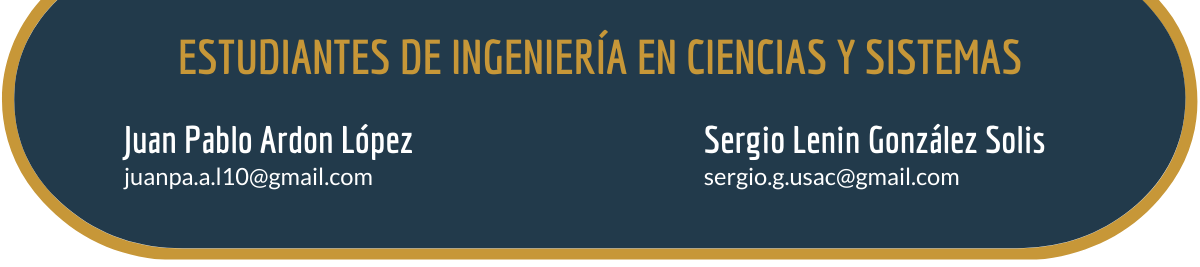 ESTUDIANTES DE INGENIERÍA EN CIENCIAS Y SISTEMAS
Juan Pablo Ardon López
juanpa.a.l10@gmail.com
Sergio Lenin González Solis
sergio.g.usac@gmail.com